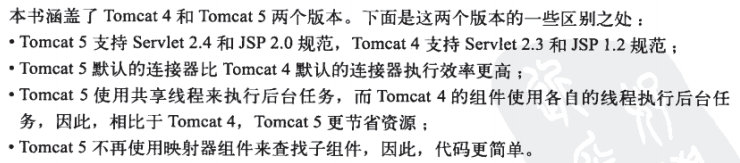 本书涵盖了 Tomcat 4 和 Tomcat 5 两个版本。下面是这两个版本的一些区别之处：
• Tomcat 5 支持 Servlet 2.4 和 JSP 2.0 规范，Tomcat 4 支持 Servlet 2.3 和 JSP 1.2 规范；
• Tomcat 5 默认的连接器比 Tomcat 4 默认的连接器执行效率更高；
• Tomcat 5 使用共享线程来执行后台任务，而 Tomcat 4 的组件使用各自的线程执行后台任
务，因此，相比于 Tomcat 4，Tomcat 5 更节省资源；
• Tomcat 5 不再使用映射器组件来查找子组件，因此，代码更简单。